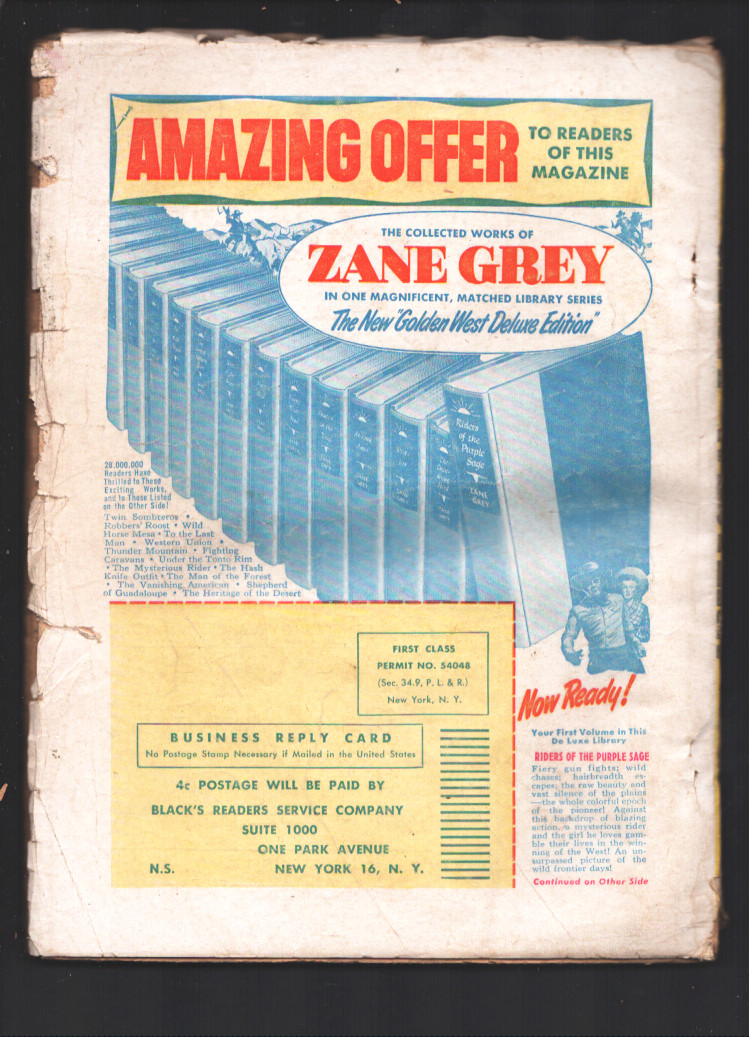 AMAZING OFFER
TO READERS
OF THIS
MAGAZINE
THE COLLECTED WORKS OF
ZANE GREY
IN ONE MAGNIFICENT, MATCHED LIBRARY SERIES
The New "Golden West Deluxe Edition"
Riders
of the
Purple
Sage
ZANE
GREY
28,000,000
Readers Have
Thrilled to These
Exciting Works,
and to Those Listed
on the Other Side!
Twin Sombreros •
Robbers' Roost • Wild
Horse Mesa • To the Last
Man • Western Union •
Thunder Mountain • Fighting
Caravans • Under the Tonto Rim
• The Mysterious Rider • The Hash
Knife Outfit • The Man of the Forest
• The Vanishing American • Shepherd
of Guadaloupe • The Heritage of the Desert
FIRST CLASS
PERMIT NO. 54048
(Sec. 34.9, P. L. & R.)
New York, N. Y.
BUSINESS REPLY CARD
No Postage Stamp Necessary if Mailed in the United States
4c POSTAGE WILL BE PAID BY
BLACK'S READERS SERVICE COMPANY
SUITE 1000
ONE PARK AVENUE
N.S. NEW YORK 16, N. Y.
Now Ready!
Your First Volume in This
De Luxe Library
RIDERS OF THE PURPLE SAGE
Fiery gun fights; wild
chases; hairbreadth es-
capes; the raw beauty and
vast silence of the plains
—the whole colorful epoch
of the pioneer! Against
this backdrop of blazing
action, a mysterious rider
and the girl he loves gam-
ble their lives in the win-
ning of the West! An un-
surpassed picture of the
wild frontier days!
Continued on Other Side